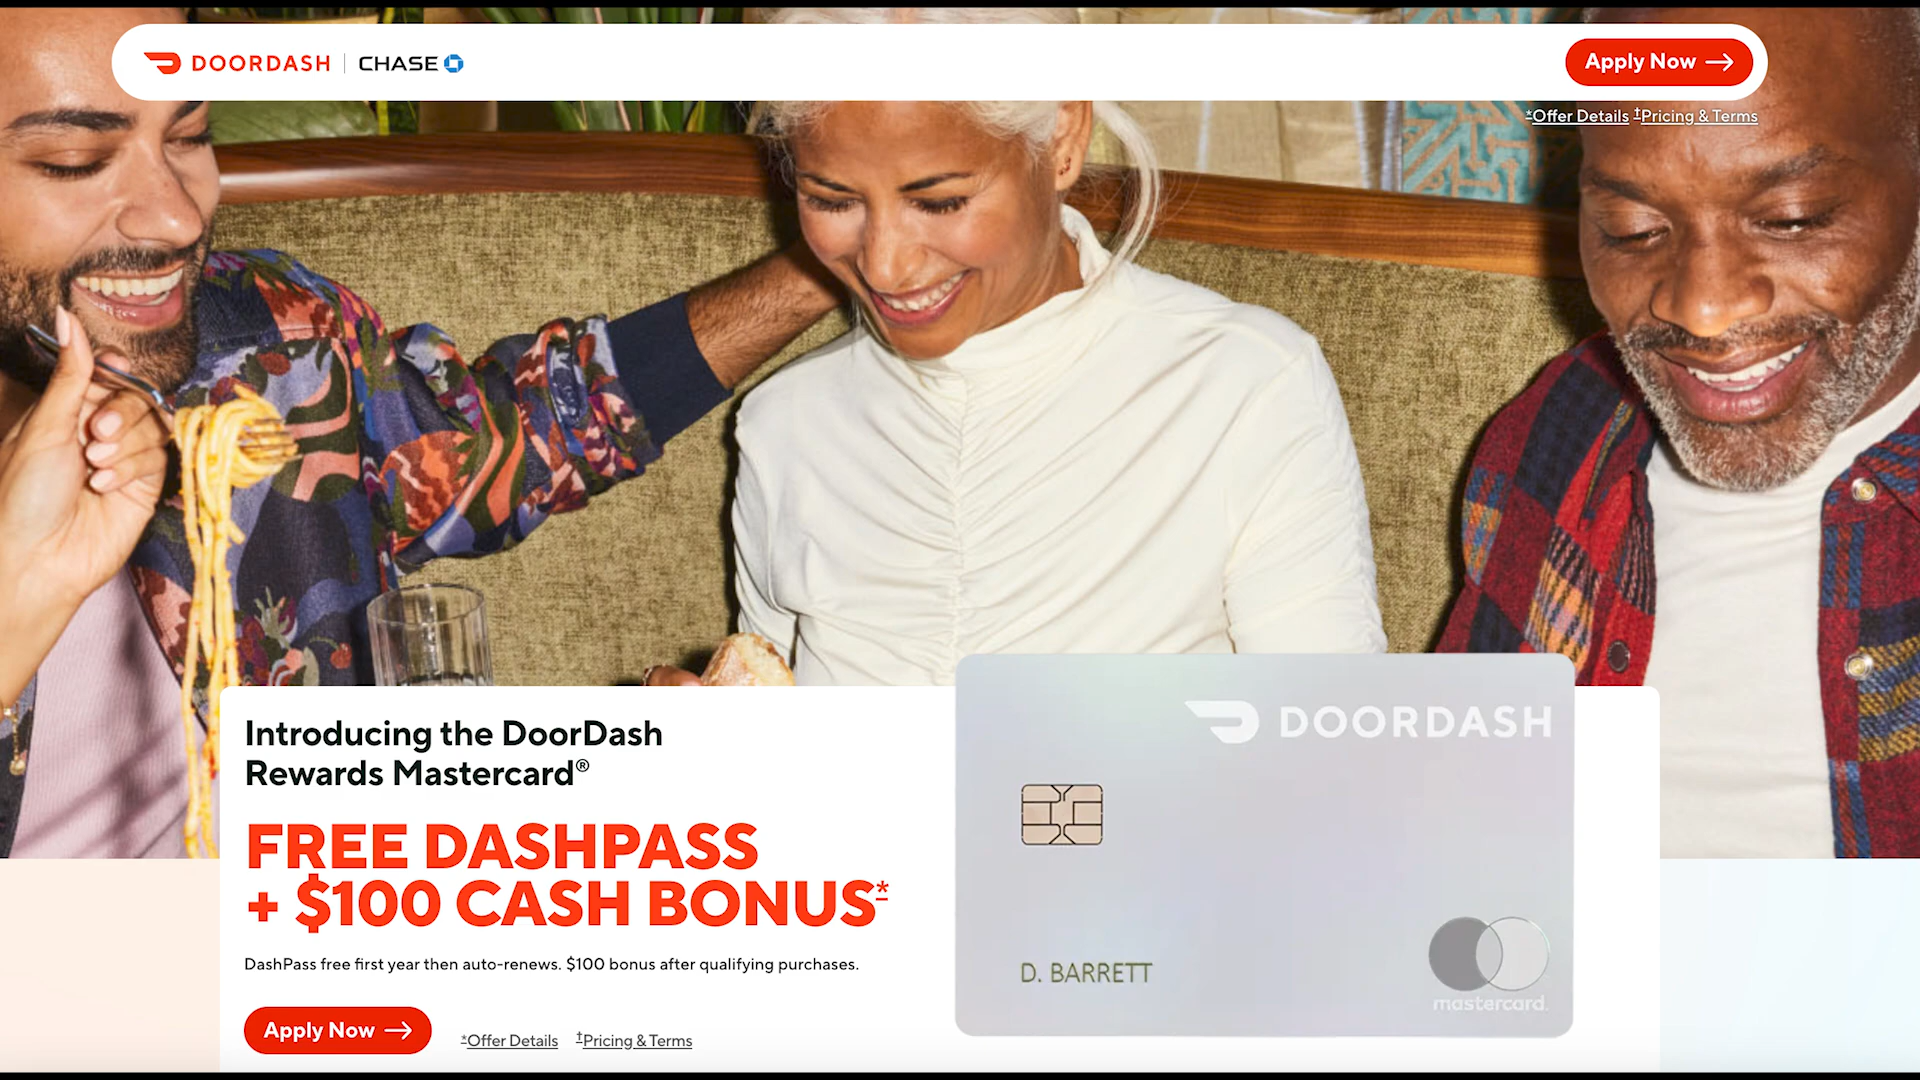 DOORDASH | CHASE
Apply Now →
*Offer Details †Pricing & Terms
Introducing the DoorDash
Rewards Mastercard®
FREE DASHPASS
+ $100 CASH BONUS*
DashPass free first year then auto-renews. $100 bonus after qualifying purchases.
Apply Now →
*Offer Details †Pricing & Terms
DOORDASH
D. BARRETT
mastercard.